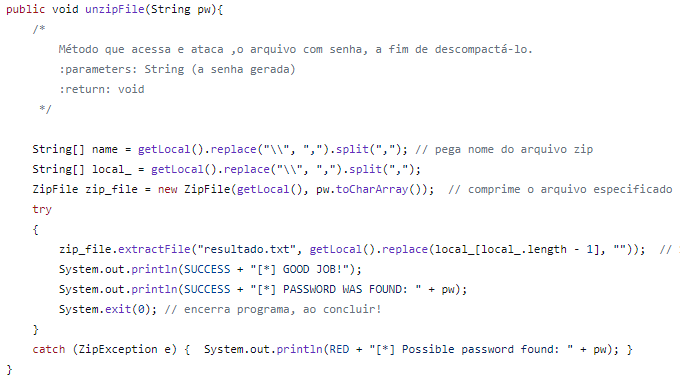 public void unzipFile(String pw){
/*
Método que acessa e ataca ,o arquivo com senha, a fim de descompactá-lo.
:parameters: String (a senha gerada)
:return: void
*/
String[] name = getLocal().replace("\\", ",").split(","); // pega nome do arquivo zip
String[] local_ = getLocal().replace("\\", ",").split(",");
ZipFile zip_file = new ZipFile(getLocal(), pw.toCharArray());  // comprime o arquivo especificado
try
{
zip_file.extractFile("resultado.txt", getLocal().replace(local_[local_.length - 1], ""));  //
System.out.println(SUCCESS + "[*] GOOD JOB!");
System.out.println(SUCCESS + "[*] PASSWORD WAS FOUND: " + pw);
System.exit(0); // encerra programa, ao concluir!
}
catch (ZipException e) {  System.out.println(RED + "[*] Possible password found: " + pw); }
}